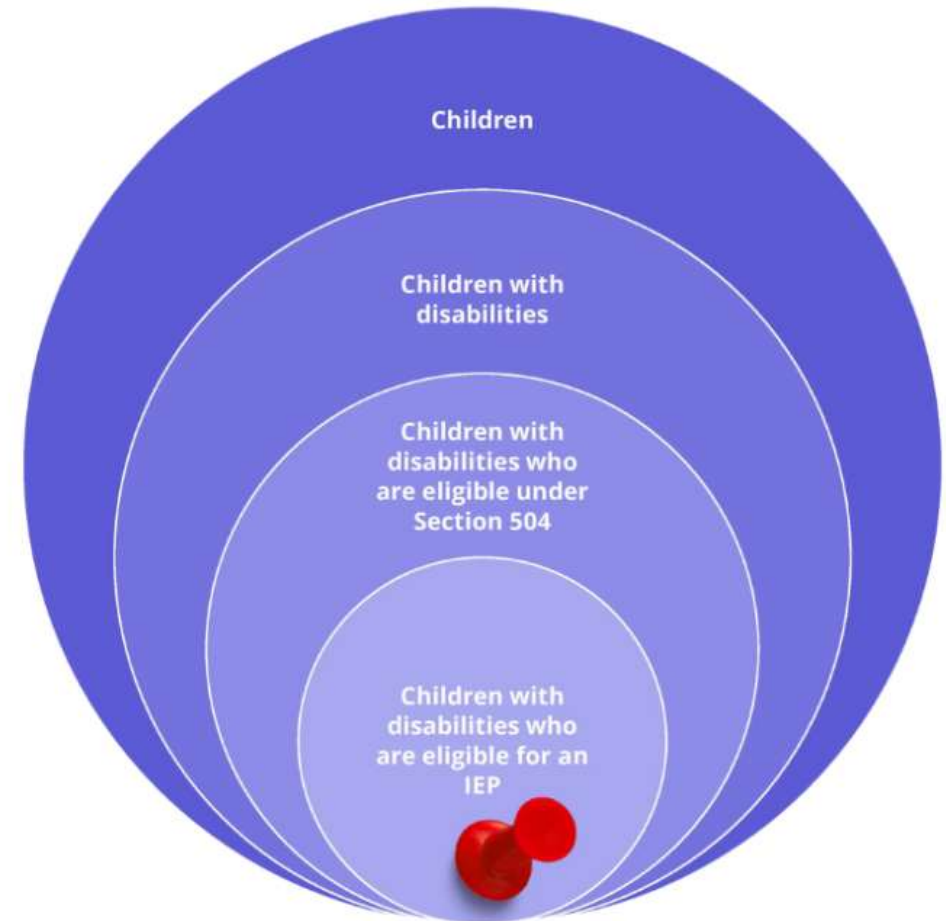 Children
Children with
disabilities
Children with
disabilities who
are eligible under
Section 504
Children with
disabilities who
are eligible for an
IEP